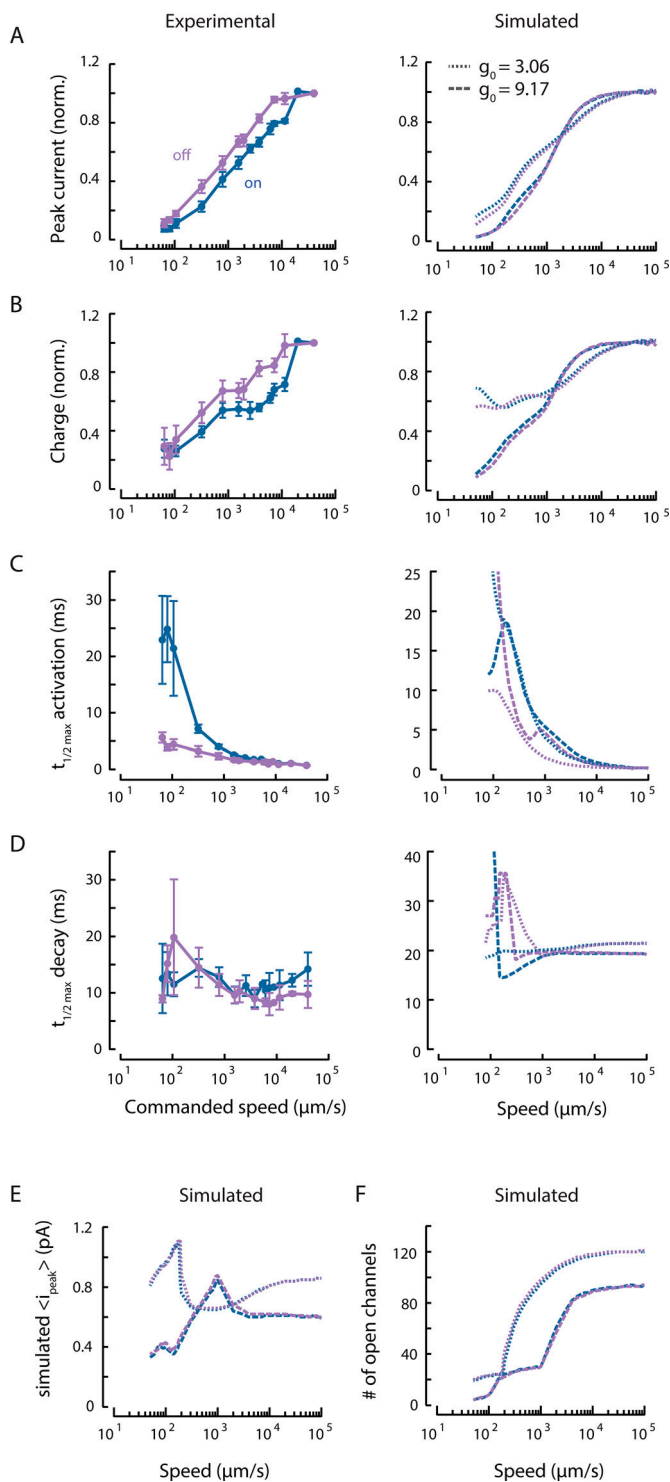 Experimental Simulated
A
Peak current (norm.)
1.2
0.8
0.4
0
off
on
10¹ 10² 10³ 10⁴ 10⁵
1.2
0.8
0.4
0
g₀ = 3.06
g₀ = 9.17
10¹ 10² 10³ 10⁴ 10⁵
B
Charge (norm.)
1.2
0.8
0.4
0
10¹ 10² 10³ 10⁴ 10⁵
1.2
0.8
0.4
0
10¹ 10² 10³ 10⁴ 10⁵
C
t1/2 max activation (ms)
30
20
10
5
0
10¹ 10² 10³ 10⁴ 10⁵
25
20
15
10
5
0
10¹ 10² 10³ 10⁴ 10⁵
D
t1/2 max decay (ms)
30
20
10
0
10¹ 10² 10³ 10⁴ 10⁵
Commanded speed (μm/s)
40
30
20
10
0
10¹ 10² 10³ 10⁴ 10⁵
Speed (μm/s)
E
Simulated
simulated <ipeak> (pA)
1.2
0.8
0.4
0
10¹ 10² 10³ 10⁴ 10⁵
Speed (μm/s)
F
Simulated
# of open channels
120
80
40
0
10¹ 10² 10³ 10⁴ 10⁵
Speed (μm/s)